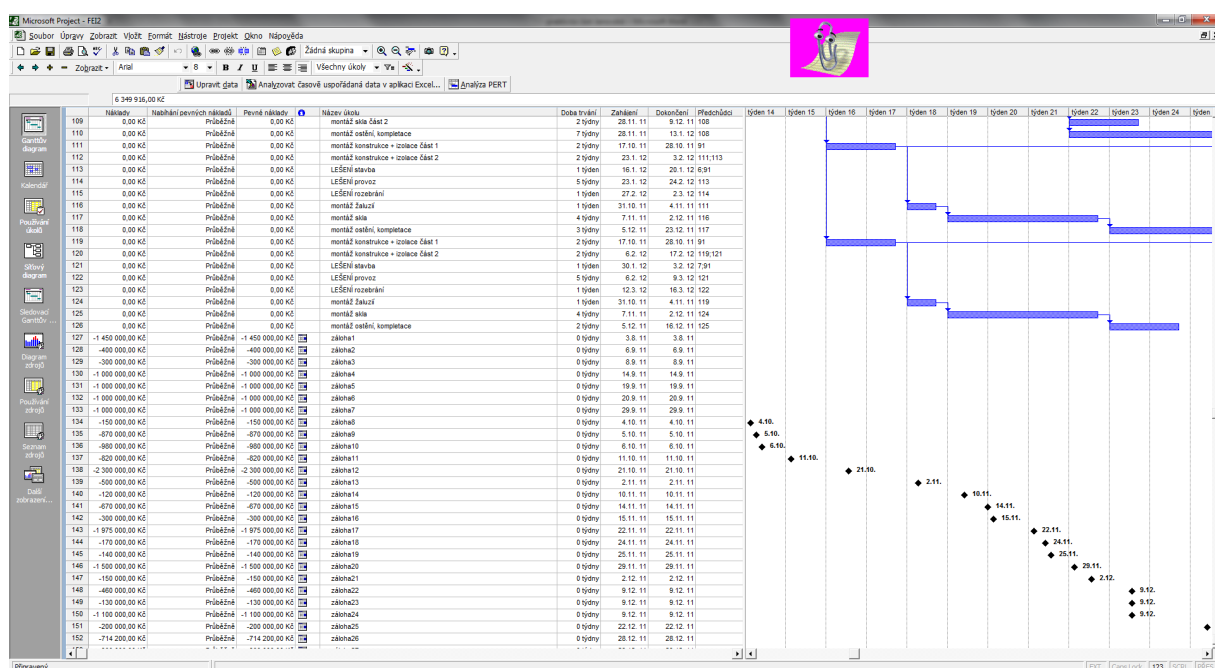 Microsoft Project - FEI2
Soubor Úpravy Zobrazit Vložit Formát Nástroje Projekt Okno Nápověda
Žádná skupina
Zobrazit Arial 8 B I U Všechny úkoly
Upravit data Analyzovat časově uspořádaná data v aplikaci Excel... Analýza PERT
6 349 916,00 Kč
Náklady Nabíhání pevných nákladů Pevné náklady Název úkolu Doba trvání Zahájení Dokončení Předchůdci týden 14 týden 15 týden 16 týden 17 týden 18 týden 19 týden 20 týden 21 týden 22 týden 23 týden 24 týden
109 0,00 Kč Průběžně 0,00 Kč montáž skla část 2 2 týdny 28.11. 11 9.12. 11 108
110 0,00 Kč Průběžně 0,00 Kč montáž ostění, kompletace 7 týdny 28.11. 11 13.1. 12 108
111 0,00 Kč Průběžně 0,00 Kč montáž konstrukce + izolace část 1 2 týdny 17.10. 11 28.10. 11 91
112 0,00 Kč Průběžně 0,00 Kč montáž konstrukce + izolace část 2 2 týdny 23.1. 12 3.2. 12 111;113
113 0,00 Kč Průběžně 0,00 Kč LEŠENÍ stavba 1 týden 16.1. 12 20.1. 12 6;91
114 0,00 Kč Průběžně 0,00 Kč LEŠENÍ provoz 5 týdny 23.1. 12 24.2. 12 113
115 0,00 Kč Průběžně 0,00 Kč LEŠENÍ rozebrání 1 týden 27.2. 12 2.3. 12 114
116 0,00 Kč Průběžně 0,00 Kč montáž žaluzií 1 týden 31.10. 11 4.11. 11 111
117 0,00 Kč Průběžně 0,00 Kč montáž skla 4 týdny 7.11. 11 2.12. 11 116
118 0,00 Kč Průběžně 0,00 Kč montáž ostění, kompletace 3 týdny 5.12. 11 23.12. 11 117
119 0,00 Kč Průběžně 0,00 Kč montáž konstrukce + izolace část 1 2 týdny 17.10. 11 28.10. 11 91
120 0,00 Kč Průběžně 0,00 Kč montáž konstrukce + izolace část 2 2 týdny 6.2. 12 17.2. 12 119;121
121 0,00 Kč Průběžně 0,00 Kč LEŠENÍ stavba 1 týden 30.1. 12 3.2. 12 7;91
122 0,00 Kč Průběžně 0,00 Kč LEŠENÍ provoz 5 týdny 6.2. 12 9.3. 12 121
123 0,00 Kč Průběžně 0,00 Kč LEŠENÍ rozebrání 1 týden 12.3. 12 16.3. 12 122
124 0,00 Kč Průběžně 0,00 Kč montáž žaluzií 1 týden 31.10. 11 4.11. 11 119
125 0,00 Kč Průběžně 0,00 Kč montáž skla 4 týdny 7.11. 11 2.12. 11 124
126 0,00 Kč Průběžně 0,00 Kč montáž ostění, kompletace 2 týdny 5.12. 11 16.12. 11 125
127 -1 450 000,00 Kč Průběžně -1 450 000,00 Kč záloha1 0 týdny 3.8. 11 3.8. 11
128 -400 000,00 Kč Průběžně -400 000,00 Kč záloha2 0 týdny 6.9. 11 6.9. 11
129 -300 000,00 Kč Průběžně -300 000,00 Kč záloha3 0 týdny 8.9. 11 8.9. 11
130 -1 000 000,00 Kč Průběžně -1 000 000,00 Kč záloha4 0 týdny 14.9. 11 14.9. 11
131 -1 000 000,00 Kč Průběžně -1 000 000,00 Kč záloha5 0 týdny 19.9. 11 19.9. 11
132 -1 000 000,00 Kč Průběžně -1 000 000,00 Kč záloha6 0 týdny 20.9. 11 20.9. 11
133 -1 000 000,00 Kč Průběžně -1 000 000,00 Kč záloha7 0 týdny 29.9. 11 29.9. 11
134 -150 000,00 Kč Průběžně -150 000,00 Kč záloha8 0 týdny 4.10. 11 4.10. 11 4.10.
135 -870 000,00 Kč Průběžně -870 000,00 Kč záloha9 0 týdny 5.10. 11 5.10. 11 5.10.
136 -980 000,00 Kč Průběžně -980 000,00 Kč záloha10 0 týdny 6.10. 11 6.10. 11 6.10.
137 -820 000,00 Kč Průběžně -820 000,00 Kč záloha11 0 týdny 11.10. 11 11.10. 11 11.10.
138 -2 300 000,00 Kč Průběžně -2 300 000,00 Kč záloha12 0 týdny 21.10. 11 21.10. 11 21.10.
139 -500 000,00 Kč Průběžně -500 000,00 Kč záloha13 0 týdny 2.11. 11 2.11. 11 2.11.
140 -120 000,00 Kč Průběžně -120 000,00 Kč záloha14 0 týdny 10.11. 11 10.11. 11 10.11.
141 -670 000,00 Kč Průběžně -670 000,00 Kč záloha15 0 týdny 14.11. 11 14.11. 11 14.11.
142 -300 000,00 Kč Průběžně -300 000,00 Kč záloha16 0 týdny 15.11. 11 15.11. 11 15.11.
143 -1 975 000,00 Kč Průběžně -1 975 000,00 Kč záloha17 0 týdny 22.11. 11 22.11. 11 22.11.
144 -170 000,00 Kč Průběžně -170 000,00 Kč záloha18 0 týdny 24.11. 11 24.11. 11 24.11.
145 -140 000,00 Kč Průběžně -140 000,00 Kč záloha19 0 týdny 25.11. 11 25.11. 11 25.11.
146 -1 500 000,00 Kč Průběžně -1 500 000,00 Kč záloha20 0 týdny 29.11. 11 29.11. 11 29.11.
147 -150 000,00 Kč Průběžně -150 000,00 Kč záloha21 0 týdny 2.12. 11 2.12. 11 2.12.
148 -460 000,00 Kč Průběžně -460 000,00 Kč záloha22 0 týdny 9.12. 11 9.12. 11 9.12.
149 -130 000,00 Kč Průběžně -130 000,00 Kč záloha23 0 týdny 9.12. 11 9.12. 11 9.12.
150 -1 100 000,00 Kč Průběžně -1 100 000,00 Kč záloha24 0 týdny 9.12. 11 9.12. 11 9.12.
151 -200 000,00 Kč Průběžně -200 000,00 Kč záloha25 0 týdny 22.12. 11 22.12. 11
152 -714 200,00 Kč Průběžně -714 200,00 Kč záloha26 0 týdny 28.12. 11 28.12. 11
Ganttův
diagram
Kalendář
Používání
úkolů
Síťový
diagram
Sledovací
Ganttův ...
Diagram
zdrojů
Používání
zdrojů
Seznam
zdrojů
Další
zobrazení...
Připravený EXT Caps Lock 123 SCRL PŘEV